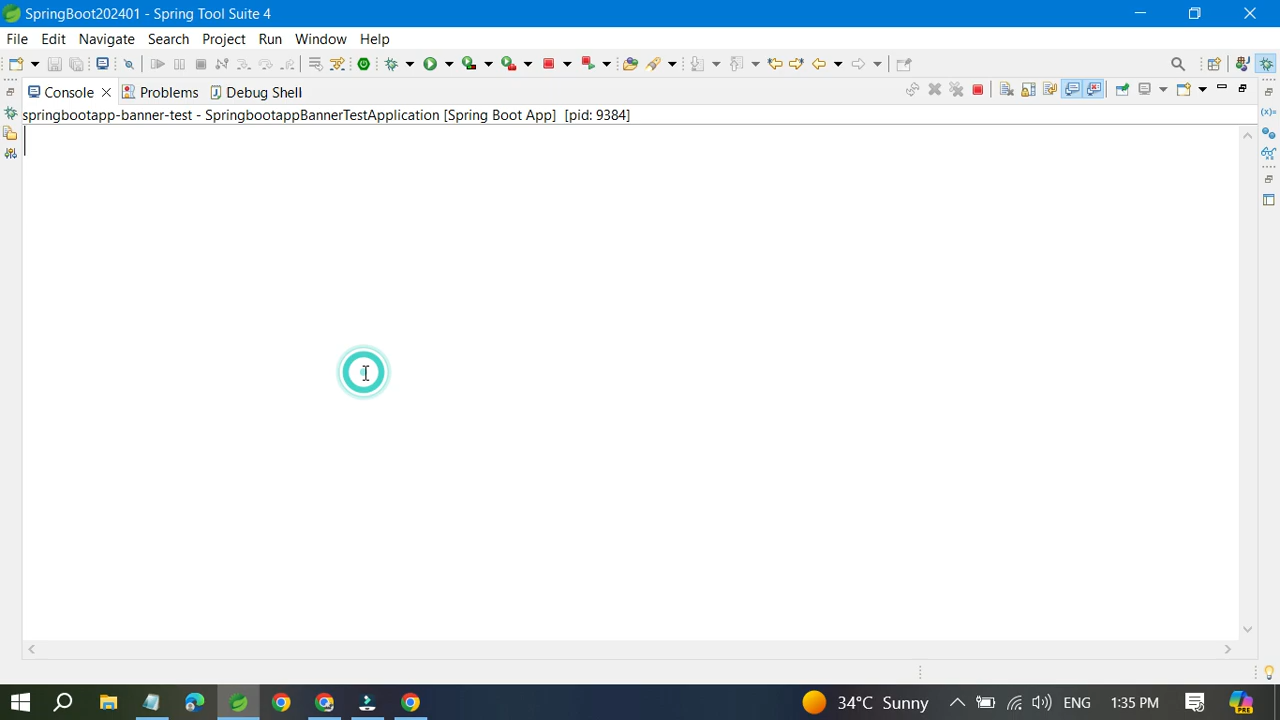 SpringBoot202401 - Spring Tool Suite 4
File Edit Navigate Search Project Run Window Help
Console Problems Debug Shell
springbootapp-banner-test - SpringbootappBannerTestApplication [Spring Boot App] [pid: 9384]
34°C Sunny ENG 1:35 PM PRE